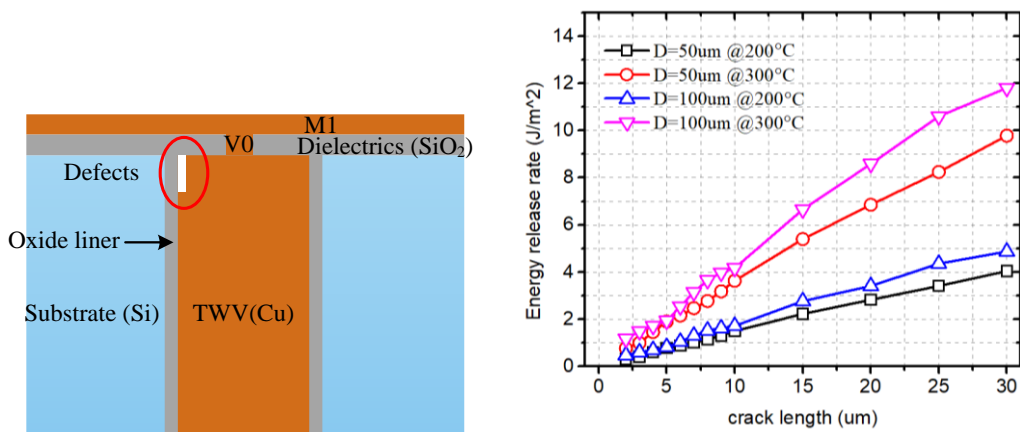 M1
V0
Dielectrics (SiO₂)
Defects
Oxide liner
Substrate (Si)
TWV(Cu)
Energy release rate (J/m^2)
14
12
10
8
6
4
2
0
D=50um @200°C
D=50um @300°C
D=100um @200°C
D=100um @300°C
0 5 10 15 20 25 30
crack length (um)